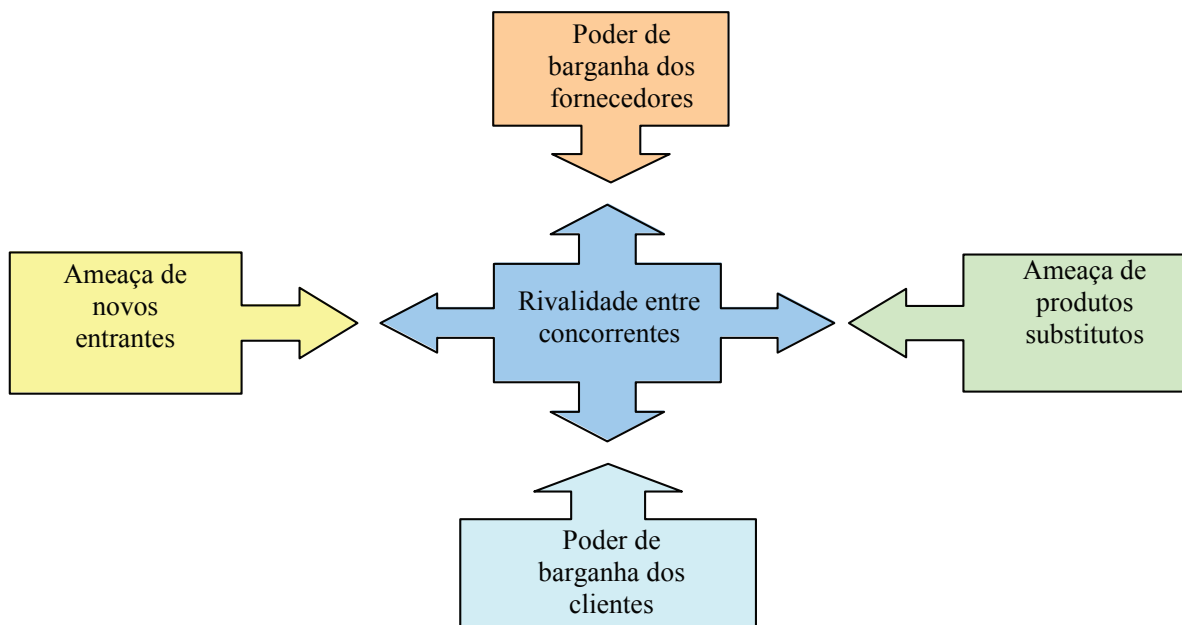 Poder de
barganha dos
fornecedores
Ameaça de
novos
entrantes
Rivalidade entre
concorrentes
Ameaça de
produtos
substitutos
Poder de
barganha dos
clientes